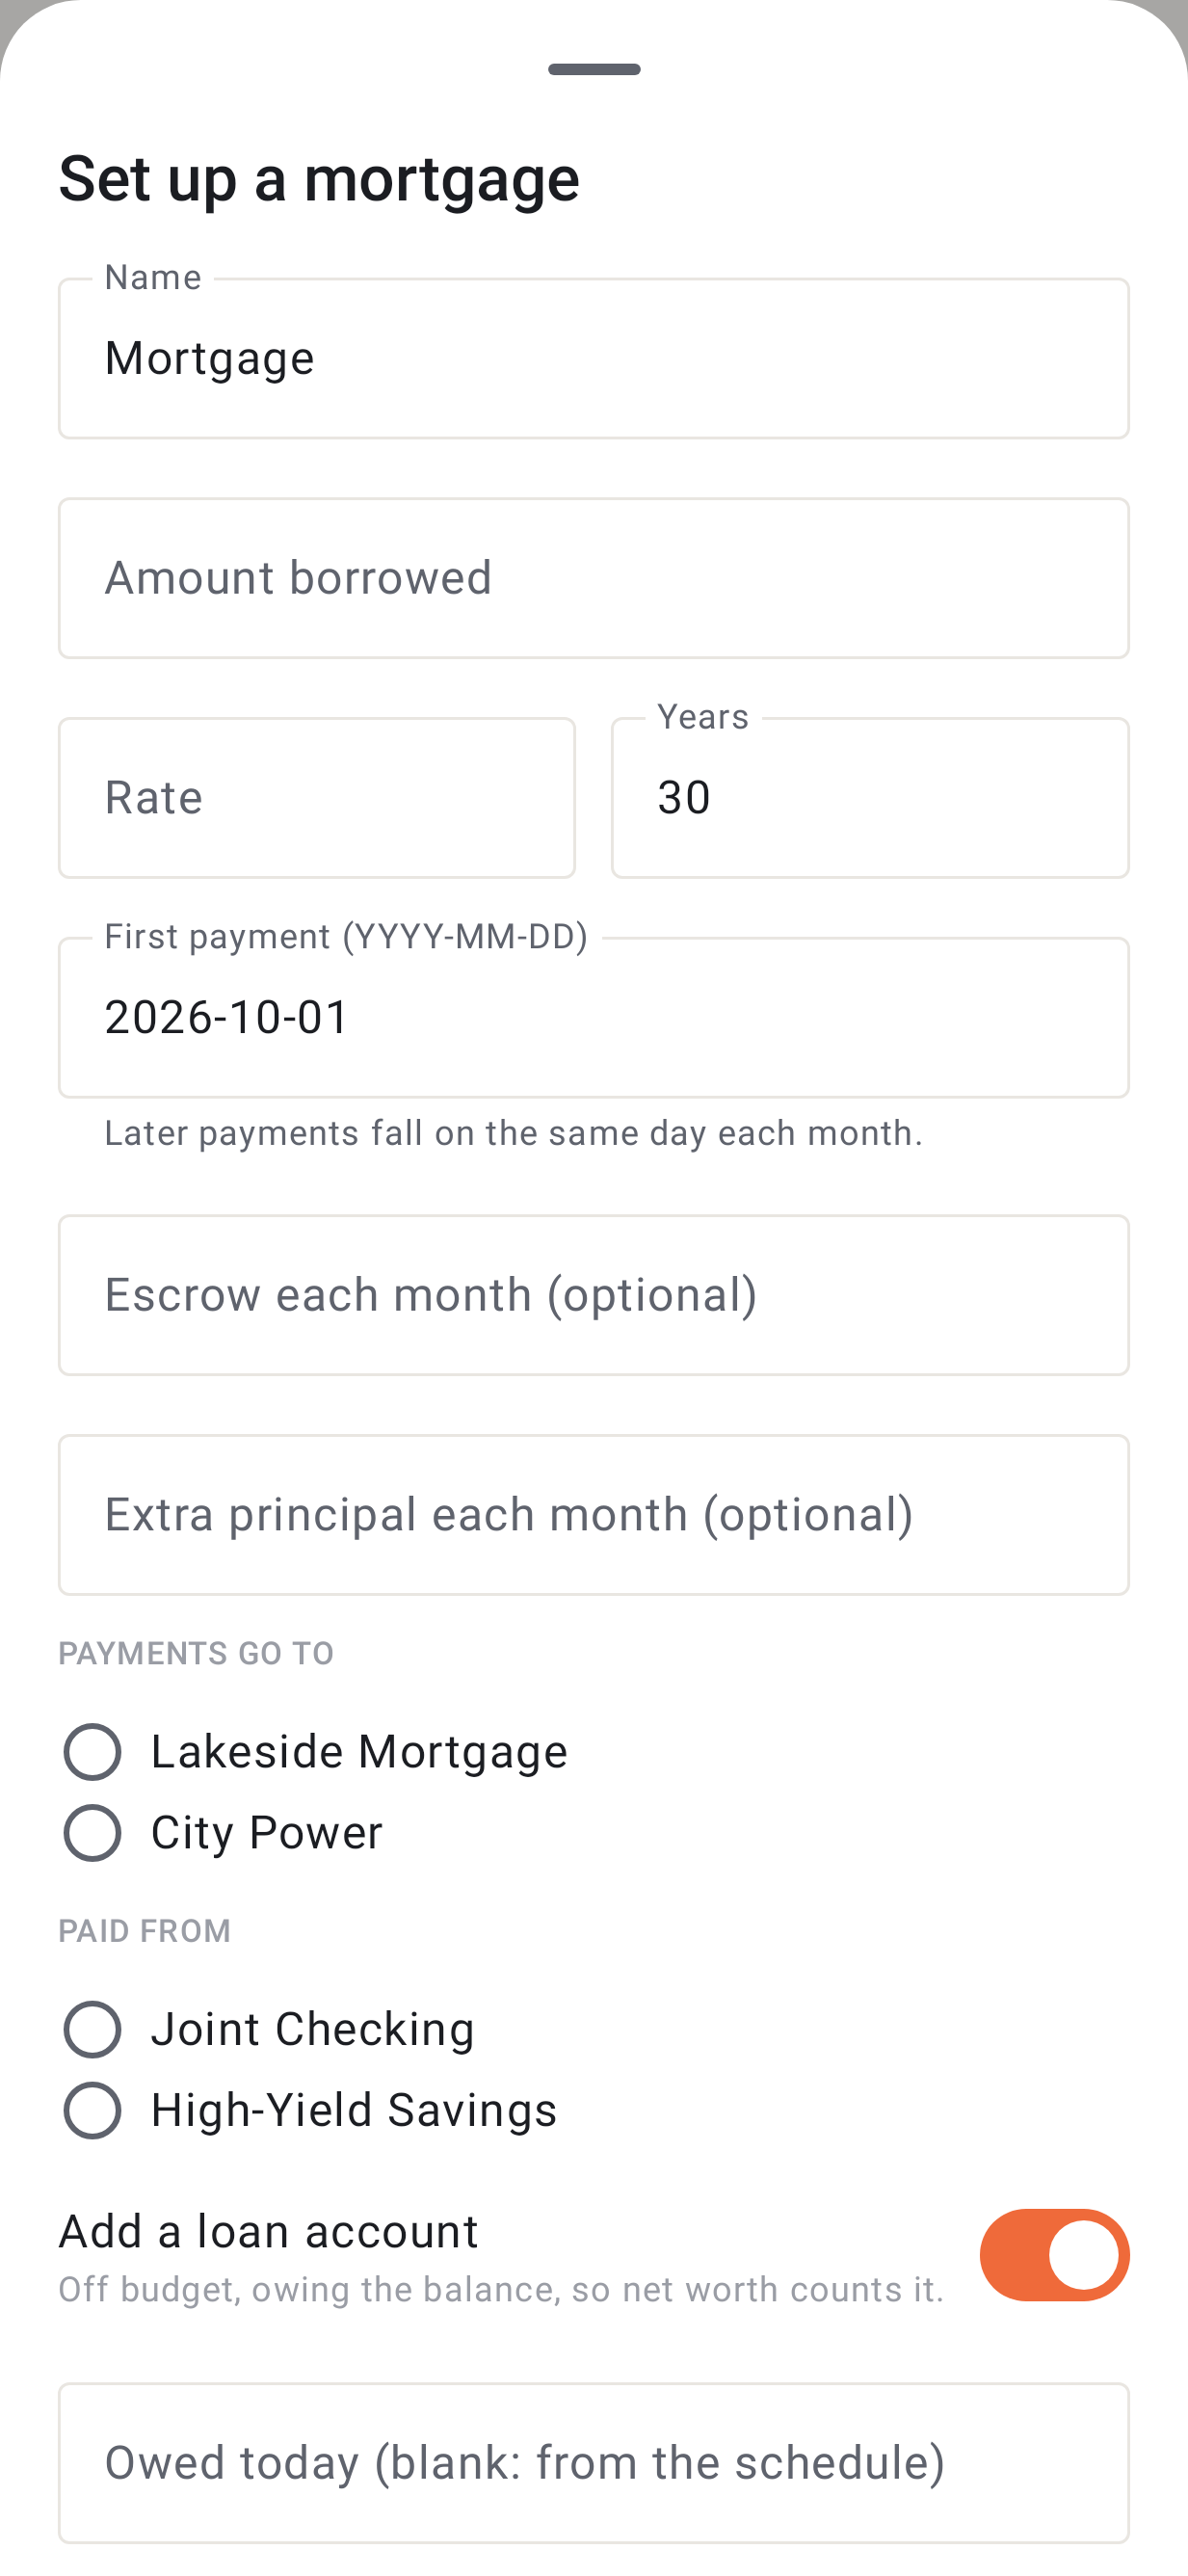 Set up a mortgage
Name
Mortgage
Amount borrowed
Rate
Years
30
First payment (YYYY-MM-DD)
2026-10-01
Later payments fall on the same day each month.
Escrow each month (optional)
Extra principal each month (optional)
PAYMENTS GO TO
Lakeside Mortgage
City Power
PAID FROM
Joint Checking
High-Yield Savings
Add a loan account
Off budget, owing the balance, so net worth counts it.
Owed today (blank: from the schedule)